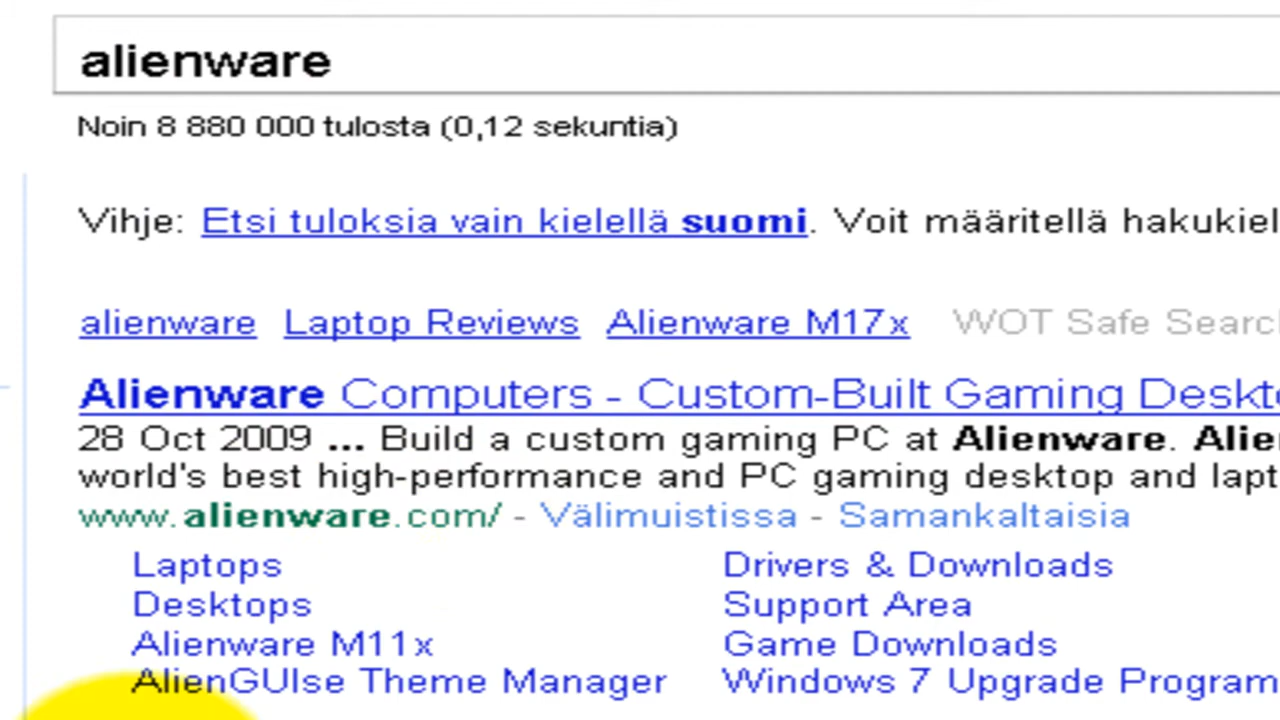 alienware
Noin 8 880 000 tulosta (0,12 sekuntia)
Vihje: Etsi tuloksia vain kielellä suomi. Voit määritellä hakukiel
alienware Laptop Reviews Alienware M17x WOT Safe Searc
Alienware Computers - Custom-Built Gaming Deskt
28 Oct 2009 ... Build a custom gaming PC at Alienware. Alie
world's best high-performance and PC gaming desktop and lapt
www.alienware.com/ - Välimuistissa - Samankaltaisia
Laptops Drivers & Downloads
Desktops Support Area
Alienware M11x Game Downloads
AlienGUIse Theme Manager Windows 7 Upgrade Program